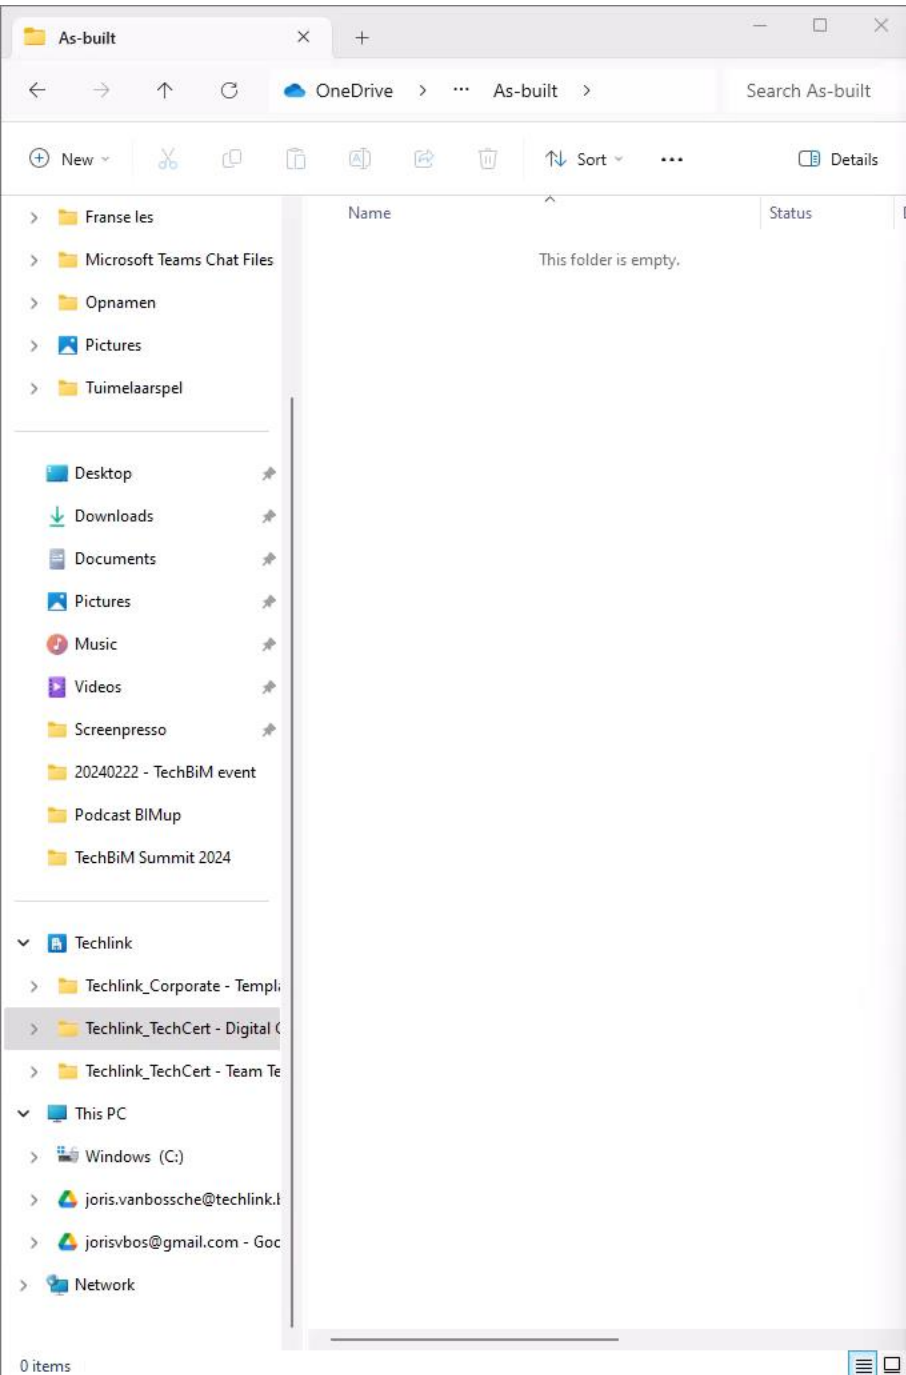 As-built
OneDrive > ... As-built >
Search As-built
New
Sort
...
Details
Name
Status
This folder is empty.
Franse les
Microsoft Teams Chat Files
Opnamen
Pictures
Tuimelaarspel
Desktop
Downloads
Documents
Pictures
Music
Videos
Screenpresso
20240222 - TechBiM event
Podcast BIMup
TechBiM Summit 2024
Techlink
Techlink_Corporate - Templa
Techlink_TechCert - Digital
Techlink_TechCert - Team Te
This PC
Windows (C:)
joris.vanbossche@techlink.b
jorisvbos@gmail.com - Goo
Network
0 items